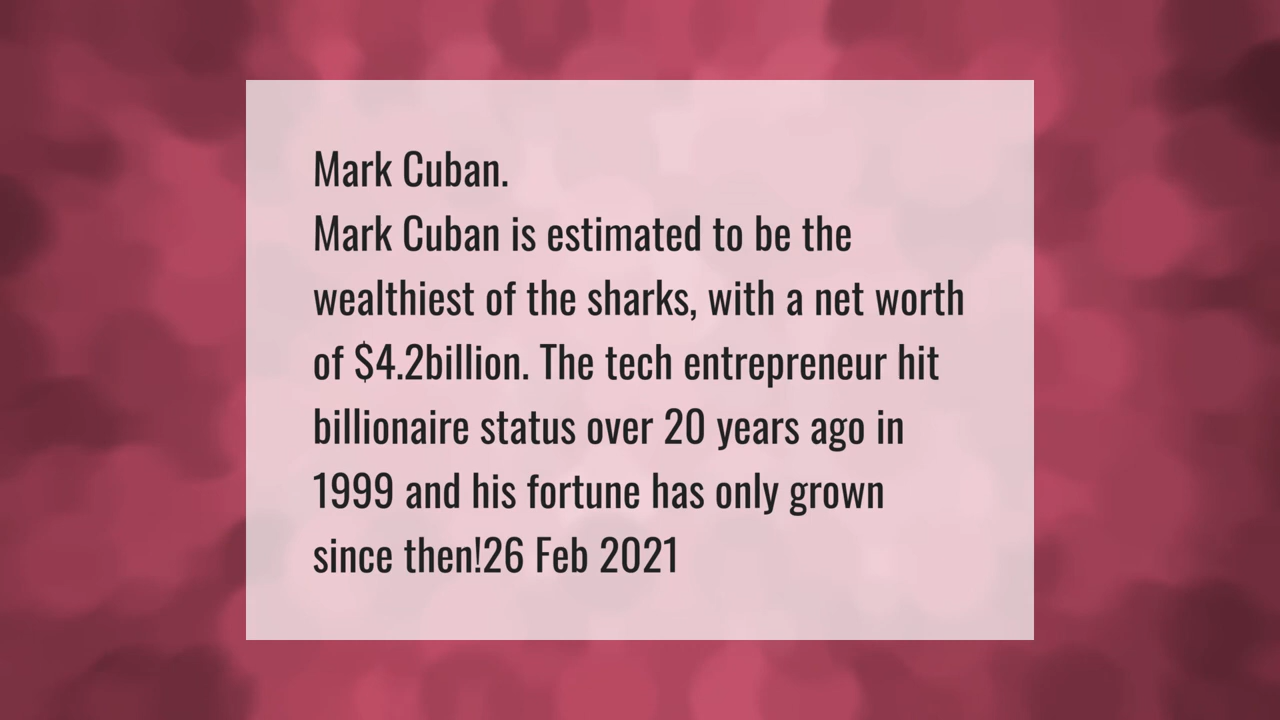 Mark Cuban.
Mark Cuban is estimated to be the
wealthiest of the sharks, with a net worth
of $4.2billion. The tech entrepreneur hit
billionaire status over 20 years ago in
1999 and his fortune has only grown
since then!26 Feb 2021